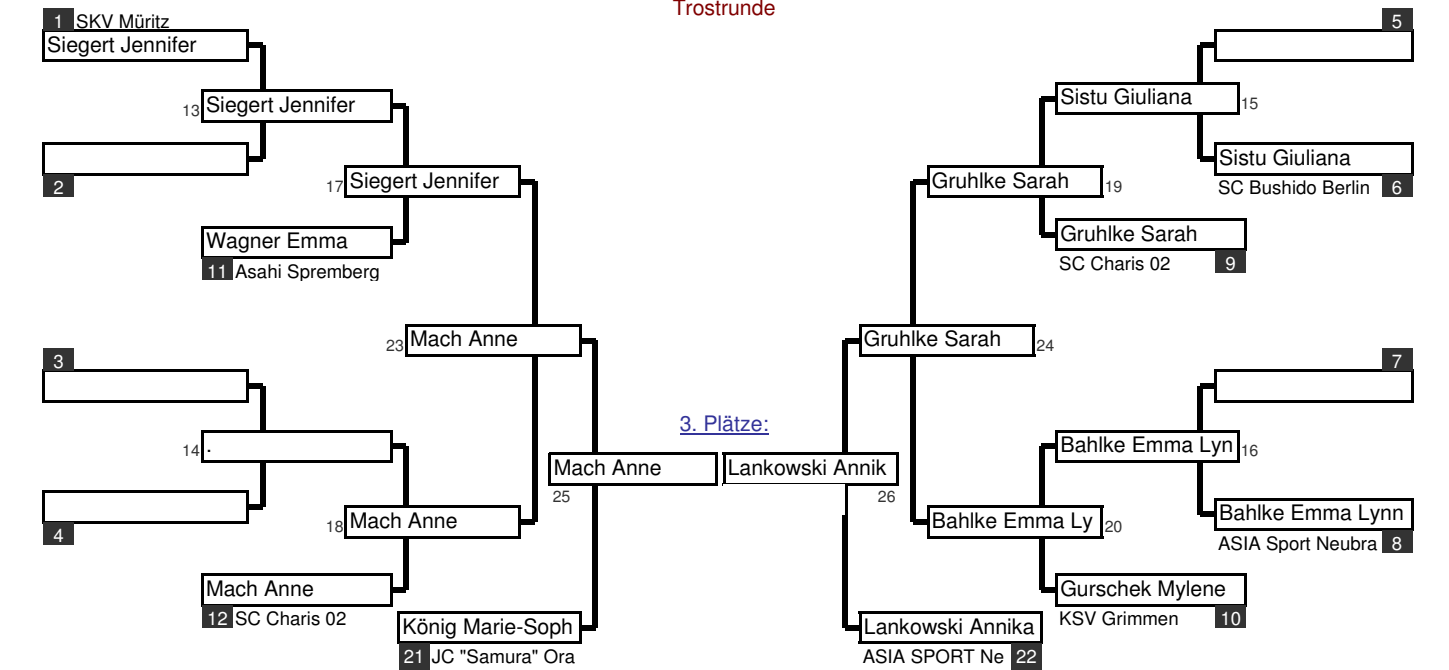 Trostrunde
1 SKV Müritz
Siegert Jennifer
13 Siegert Jennifer
2
17 Siegert Jennifer
Wagner Emma
11 Asahi Spremberg
23 Mach Anne
3
14 .
4
18 Mach Anne
Mach Anne
12 SC Charis 02
Mach Anne
25
König Marie-Soph
21 JC "Samura" Ora
3. Plätze:
5
Sistu Giuliana 15
Sistu Giuliana
SC Bushido Berlin 6
Gruhlke Sarah 19
Gruhlke Sarah
SC Charis 02 9
Gruhlke Sarah 24
7
Bahlke Emma Lyn 16
Bahlke Emma Lynn
ASIA Sport Neubra 8
Bahlke Emma Ly 20
Gurschek Mylene
KSV Grimmen 10
Lankowski Annik
26
Lankowski Annika
ASIA SPORT Ne 22